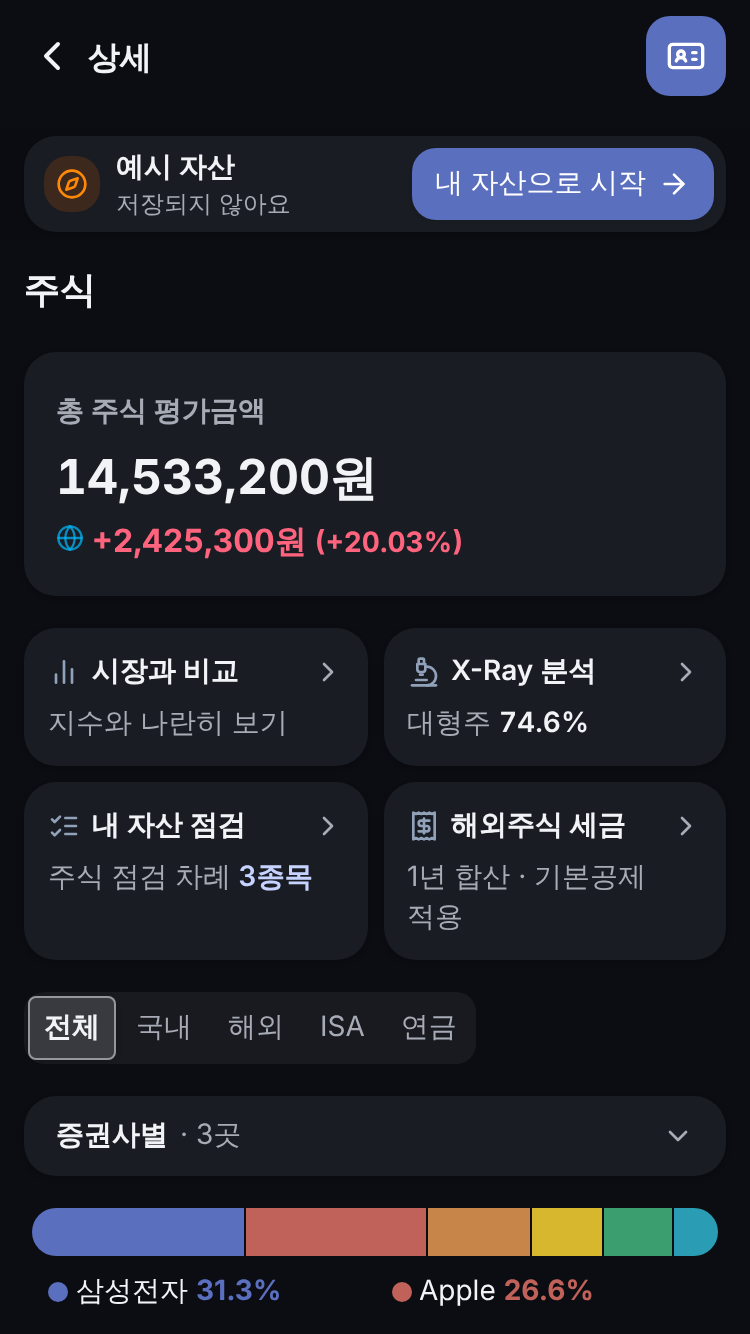 상세
예시 자산
저장되지 않아요
내 자산으로 시작
주식
총 주식 평가금액
14,533,200원
+2,425,300원 (+20.03%)
시장과 비교
지수와 나란히 보기
X-Ray 분석
대형주 74.6%
내 자산 점검
주식 점검 차례 3종목
해외주식 세금
1년 합산 · 기본공제
적용
전체 국내 해외 ISA 연금
증권사별 · 3곳
삼성전자 31.3% Apple 26.6%